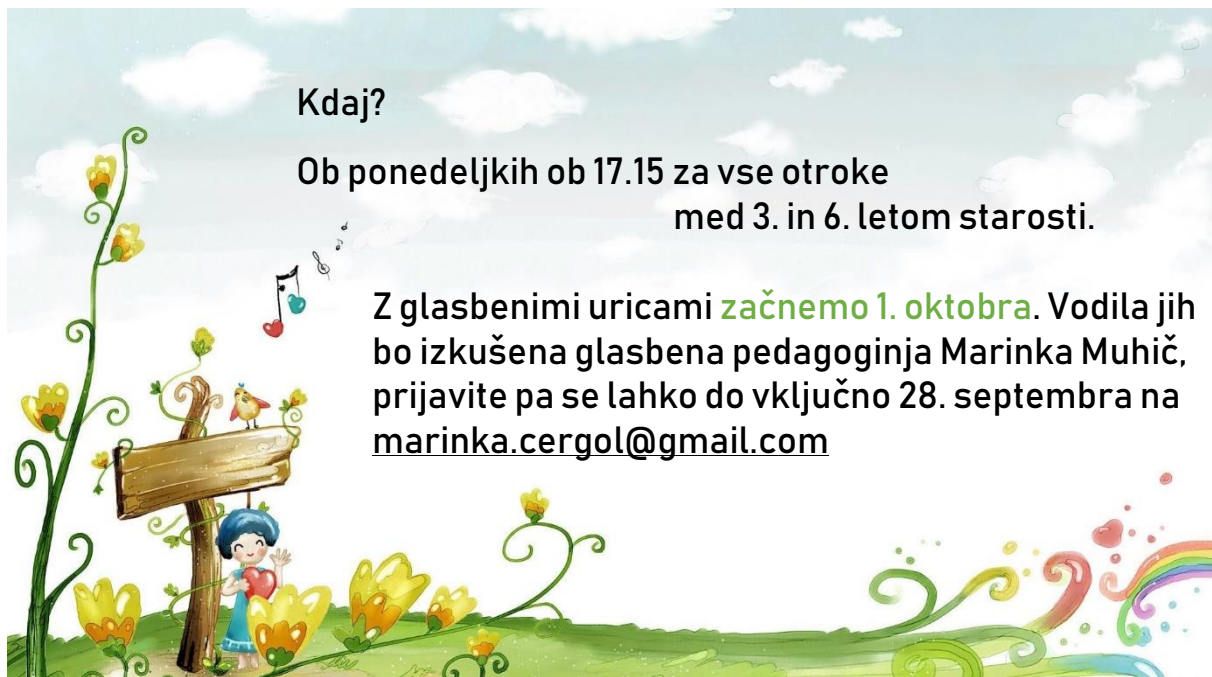 Kdaj?
Ob ponedeljkih ob 17.15 za vse otroke
med 3. in 6. letom starosti.
Z glasbenimi uricami začnemo 1. oktobra. Vodila jih
bo izkušena glasbena pedagoginja Marinka Muhič,
prijavite pa se lahko do vključno 28. septembra na
marinka.cergol@gmail.com